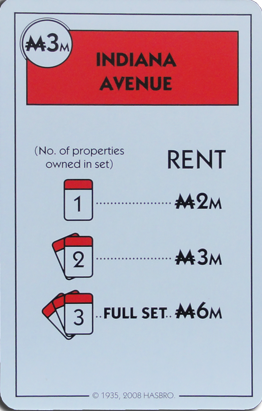 ₩3M
INDIANA
AVENUE
(No. of properties
owned in set)
RENT
1 ₩2M
2 ₩3M
3 FULL SET ₩6M
© 1935, 2008 HASBRO